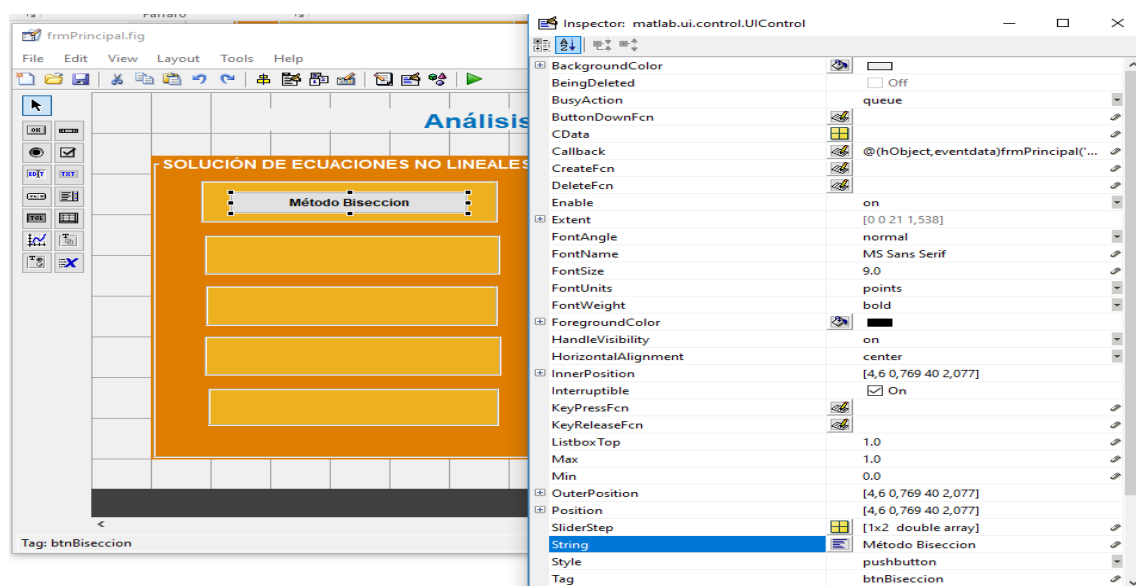 frmPrincipal.fig
File Edit View Layout Tools Help
OK
EDIT TXT
TGL
Análisis
SOLUCIÓN DE ECUACIONES NO LINEALES
Método Biseccion
Tag: btnBiseccion
Inspector: matlab.ui.control.UIControl
BackgroundColor
BeingDeleted Off
BusyAction queue
ButtonDownFcn
CData
Callback @(hObject,eventdata)frmPrincipal('...
CreateFcn
DeleteFcn
Enable on
Extent [0 0 21 1,538]
FontAngle normal
FontName MS Sans Serif
FontSize 9.0
FontUnits points
FontWeight bold
ForegroundColor
HandleVisibility on
HorizontalAlignment center
InnerPosition [4,6 0,769 40 2,077]
Interruptible On
KeyPressFcn
KeyReleaseFcn
ListboxTop 1.0
Max 1.0
Min 0.0
OuterPosition [4,6 0,769 40 2,077]
Position [4,6 0,769 40 2,077]
SliderStep [1x2 double array]
String Método Biseccion
Style pushbutton
Tag btnBiseccion